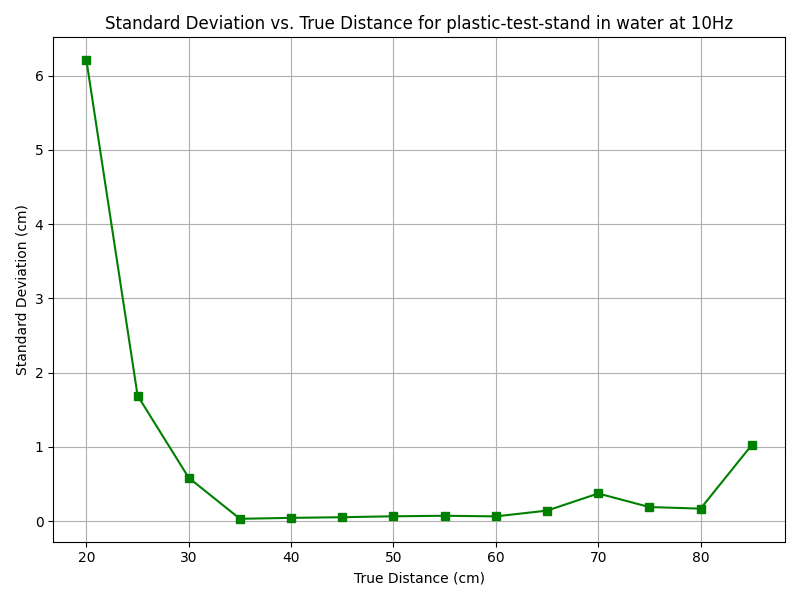 Standard Deviation vs. True Distance for plastic-test-stand in water at 10Hz
Standard Deviation (cm)
6
5
4
3
2
1
0
20 30 40 50 60 70 80
True Distance (cm)